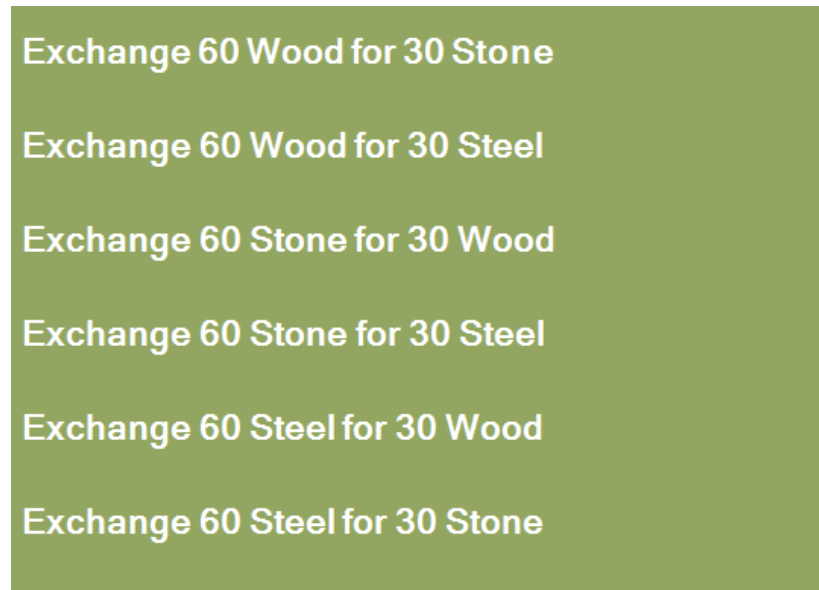 Exchange 60 Wood for 30 Stone
Exchange 60 Wood for 30 Steel
Exchange 60 Stone for 30 Wood
Exchange 60 Stone for 30 Steel
Exchange 60 Steel for 30 Wood
Exchange 60 Steel for 30 Stone